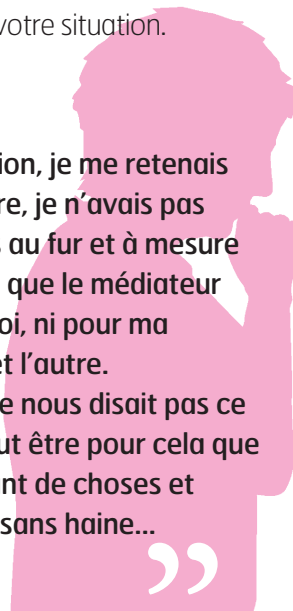 votre situation.
ion, je me retenais
re, je n’avais pas
s au fur et à mesure
que le médiateur
oi, ni pour ma
et l’autre.
e nous disait pas ce
ut être pour cela que
nt de choses et
sans haine...
”